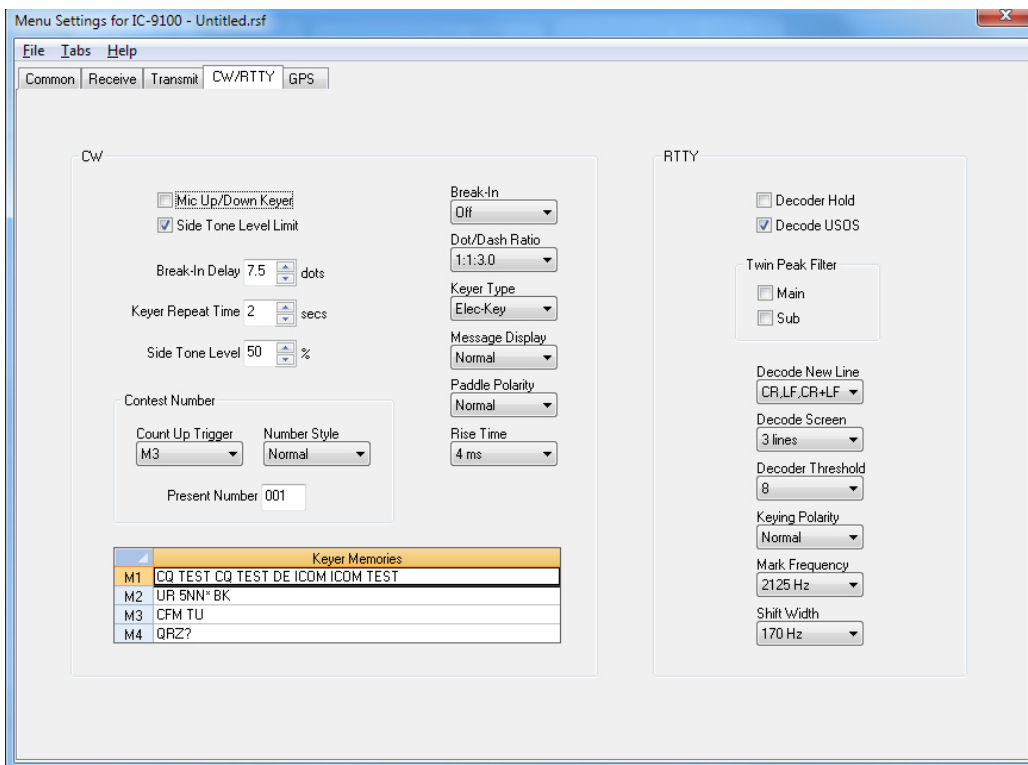 Menu Settings for IC-9100 - Untitled.rsf
File Tabs Help
Common Receive Transmit CW/RTTY GPS
CW
Mic Up/Down Keyer
Side Tone Level Limit
Break-In Delay 7.5 dots
Keyer Repeat Time 2 secs
Side Tone Level 50 %
Contest Number
Count Up Trigger Number Style
M3 Normal
Present Number 001
Break-In
Off
Dot/Dash Ratio
1:1:3.0
Keyer Type
Elec-Key
Message Display
Normal
Paddle Polarity
Normal
Rise Time
4 ms
Keyer Memories
M1 CQ TEST CQ TEST DE ICOM ICOM TEST
M2 UR 5NN* BK
M3 CFM TU
M4 QRZ?
RTTY
Decoder Hold
Decode USOS
Twin Peak Filter
Main
Sub
Decode New Line
CR,LF,CR+LF
Decode Screen
3 lines
Decoder Threshold
8
Keying Polarity
Normal
Mark Frequency
2125 Hz
Shift Width
170 Hz